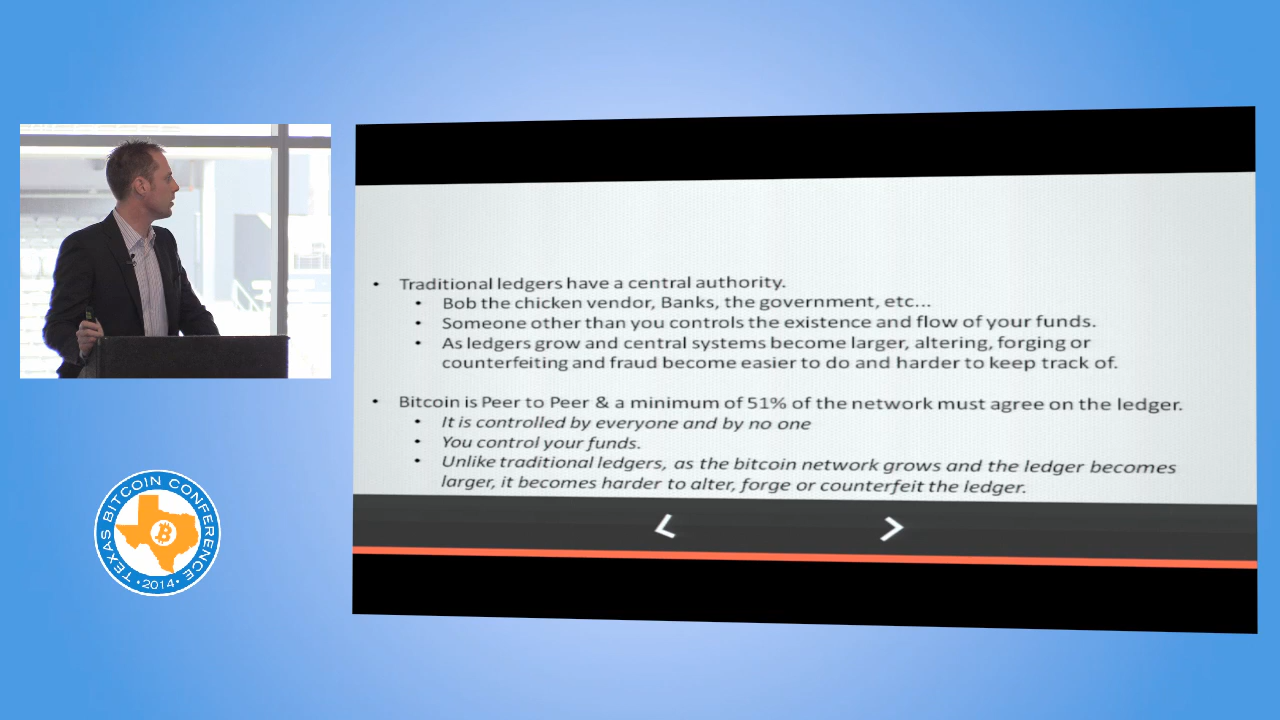 • Traditional ledgers have a central authority.
• Bob the chicken vendor, Banks, the government, etc...
• Someone other than you controls the existence and flow of your funds.
• As ledgers grow and central systems become larger, altering, forging or
counterfeiting and fraud become easier to do and harder to keep track of.
• Bitcoin is Peer to Peer & a minimum of 51% of the network must agree on the ledger.
• It is controlled by everyone and by no one
• You control your funds.
• Unlike traditional ledgers, as the bitcoin network grows and the ledger becomes
larger, it becomes harder to alter, forge or counterfeit the ledger.
TEXAS BITCOIN CONFERENCE
• 2014 •